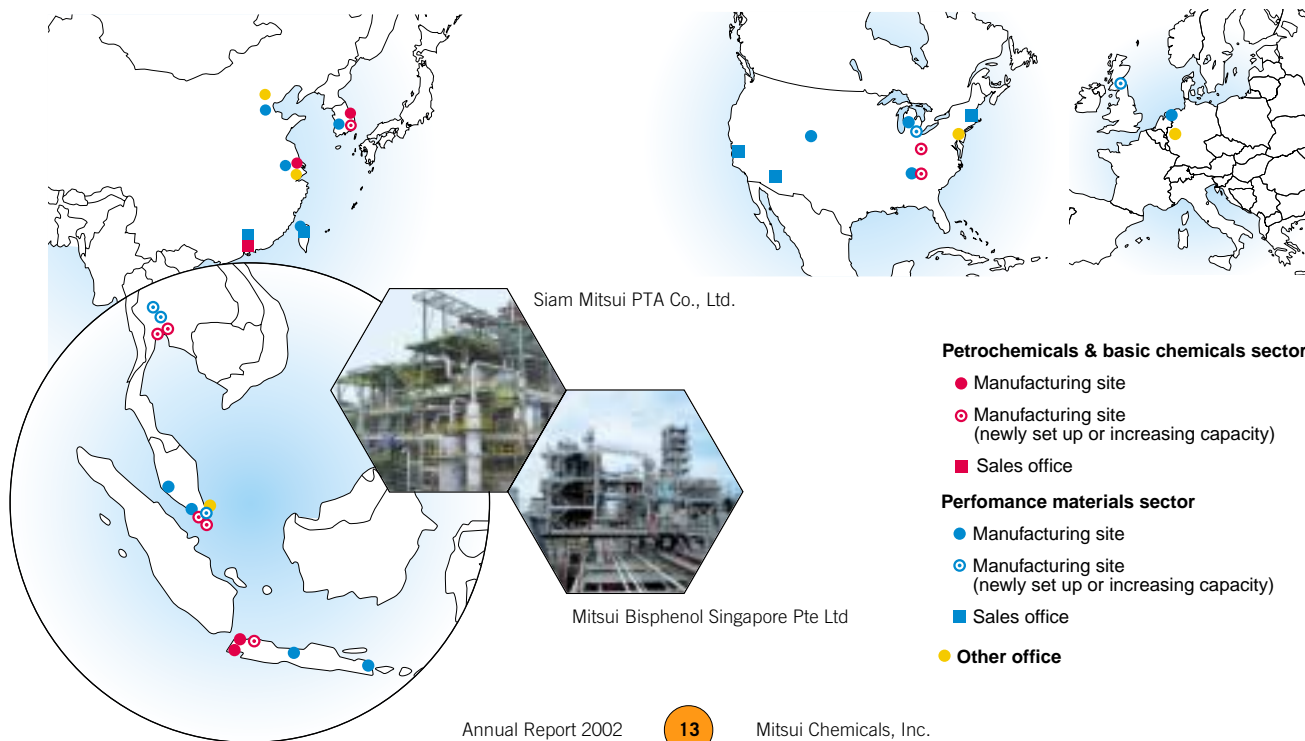 Siam Mitsui PTA Co., Ltd.
Mitsui Bisphenol Singapore Pte Ltd
Petrochemicals & basic chemicals sector
Manufacturing site
Manufacturing site
(newly set up or increasing capacity)
Sales office
Perfomance materials sector
Manufacturing site
Manufacturing site
(newly set up or increasing capacity)
Sales office
Other office
Annual Report 2002 13 Mitsui Chemicals, Inc.